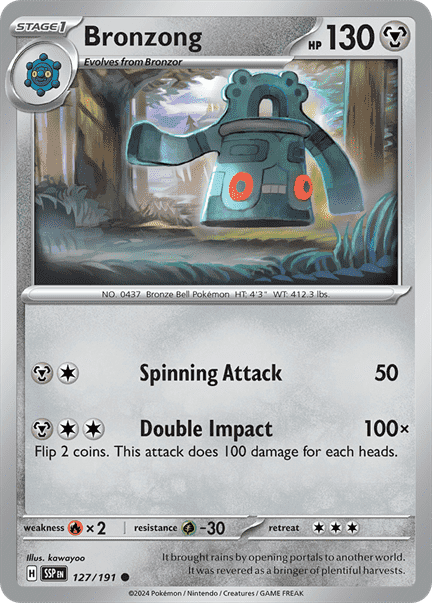 STAGE 1
Bronzong
HP 130
Evolves from Bronzor
NO. 0437 Bronze Bell Pokémon HT: 4'3" WT: 412.3 lbs.
Spinning Attack 50
Double Impact 100×
Flip 2 coins. This attack does 100 damage for each heads.
weakness ×2 resistance -30 retreat
Illus. kawayoo
It brought rains by opening portals to another world.
It was revered as a bringer of plentiful harvests.
H SSP EN 127/191
©2024 Pokémon / Nintendo / Creatures / GAME FREAK